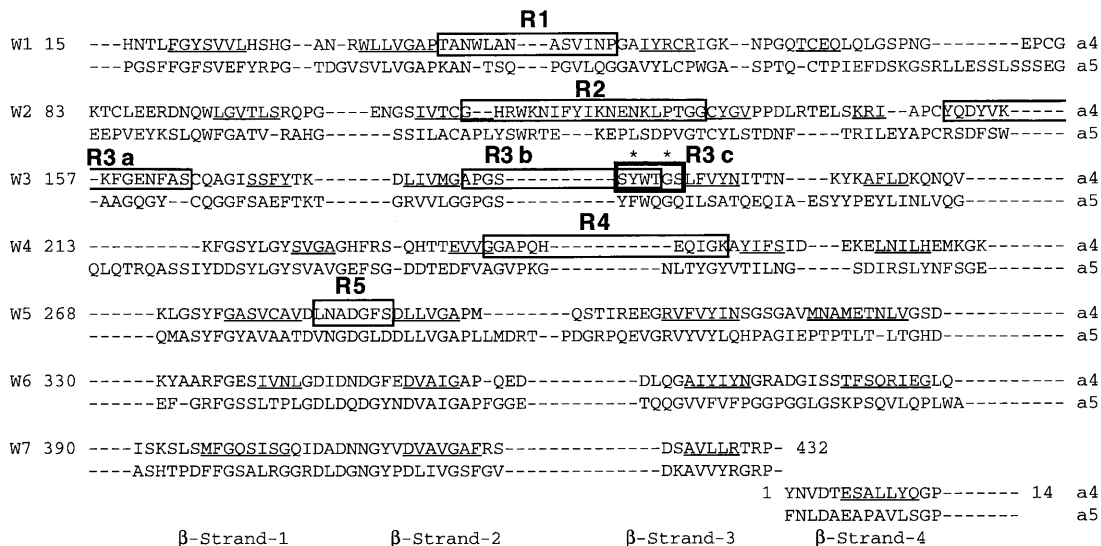 R1
W1 15 ---HNTLFGYSVVLHSHG--AN-RWLLVGAPTANWLAN---ASVINPGAIYRCRIGK--NPGQTCEQLQLGSPNG-------EPCG a4
PGSFFGFSVEFYRPG--TDGVSVLVGAPKAN-TSQ--PGVLQGGAVYLCPWGA--SPTQ-CTPIEFDSKGSRLLESSLSSSEG a5
R2
W2 83 KTCLEERDNQWLGVTLSRQPG----ENGSIVTCG-HRWKNIFYIKNENKLPTGGCYGVPPDLRTELSKRI--APCYQDYVK---- a4
EEPVEYKSLQWFGATV-RAHG------SSILACAPLYSWRTE--KEPLSDPVGTCYLSTDNF---TRILEYAPCRSDFSW----- a5
R3a R3b * * R3c
W3 157 -KFGENFASCQAGISSFYTK-------DLIVMGAPGS---------SYWTGSLFVYNITTN---KYKAFLDKQNQV--------- a4
-AAGQGY--CQGGFSAEFTKT------GRVVLGGPGS---------YFWQGQILSATQEQIA-ESYYPEYLINLVQG-------- a5
R4
W4 213 ----------KFGSYLGYSVGAGHFRS-QHTTEVVGGAPQH-----------EQIGKAYIFSID----EKELNILHEMKGK---- a4
QLQTRQASSIYDDSYLGYSVAVGEFSG-DDTEDFVAGVPKG-----------NLTYGYVTILNG----SDIRSLYNFSGE----- a5
R5
W5 268 ------KLGSYFGASVCAVDLNADGFSDLLVGAPM--------QSTIREEGRVFVYINSGSGAVMNAMETNLVGSD--------- a4
------QMASYFGYAVAATDVNGDGLDDLLVGAPLLMDRT--PDGRPQEVGRVYVYLQHPAGIEPTPTLT-LTGHD--------- a5
W6 330 ------KYAARFGESIVNLGDIDNDGFEDVAIGAP-QED---------DLQGAIYIYNGRADGISSTFSQRIEGLQ--------- a4
------EF-GRFGSSLTPLGDLDQDGYNDVAIGAPFGGE---------TQQGVVFVFPGGPGGLGSKPSQVLQPLWA-------- a5
W7 390 ----ISKSLSMFGQSISGQIDADNNGYVDVAVGAFRS-------------DSAVLLRTRP- 432
----ASHTPDFFGSALRGGRDLDGNGYPDLIVGSFGV-------------DKAVVYRGRP-
1 YNVDTESALLYQGP------- 14 a4
FNLDAEAPAVLSGP------- a5
β-Strand-1 β-Strand-2 β-Strand-3 β-Strand-4